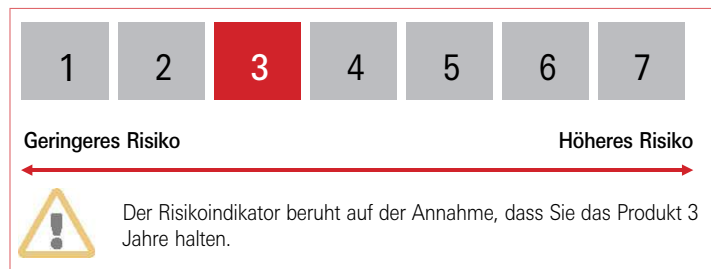 1 2 3 4 5 6 7
Geringeres Risiko Höheres Risiko
Der Risikoindikator beruht auf der Annahme, dass Sie das Produkt 3
Jahre halten.